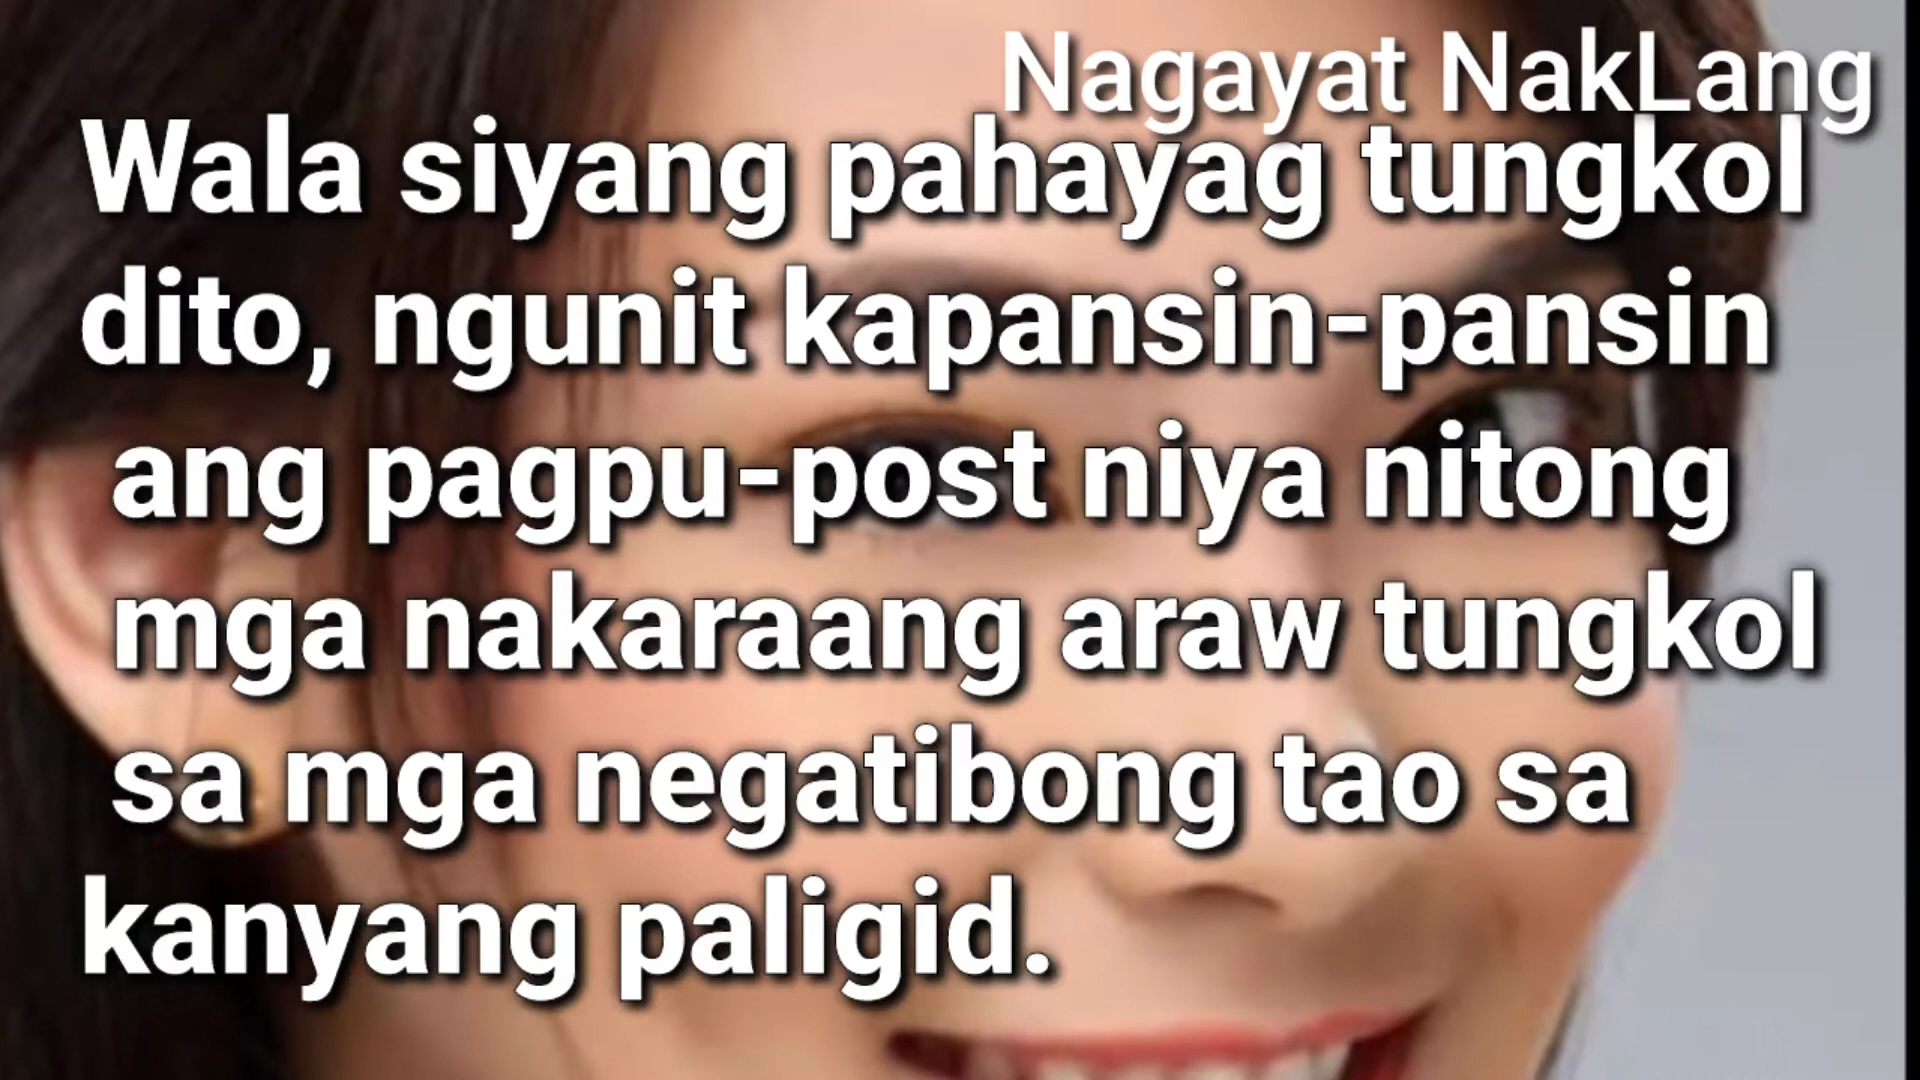 Nagayat NakLang
Wala siyang pahayag tungkol
dito, ngunit kapansin-pansin
ang pagpu-post niya nitong
mga nakaraang araw tungkol
sa mga negatibong tao sa
kanyang paligid.